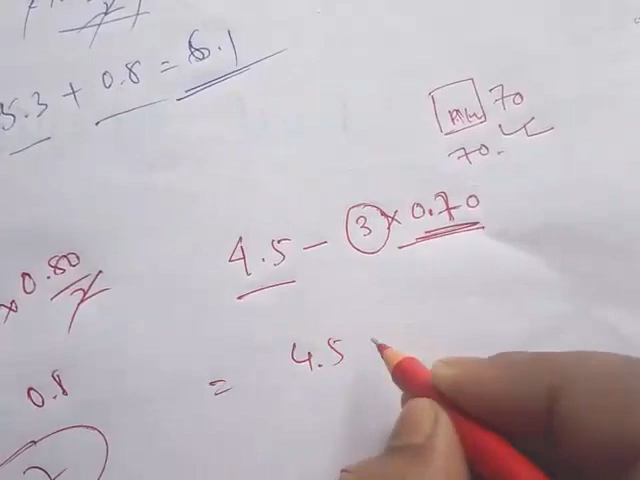 5.3 + 0.8 = 6.1
70
70.
4.5 - 3 × 0.70
× 0.80
= 4.5
0.8